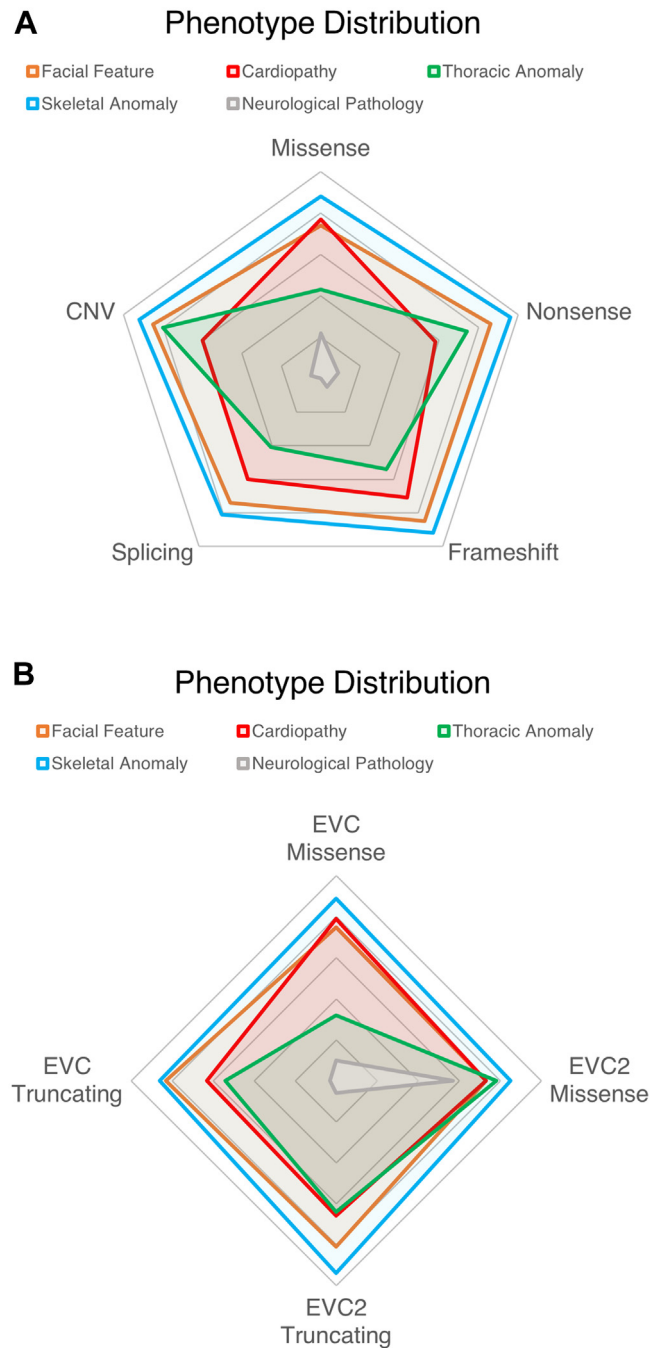 A
Phenotype Distribution
Facial Feature Cardiopathy Thoracic Anomaly
Skeletal Anomaly Neurological Pathology
Missense
CNV Nonsense
Splicing Frameshift
B
Phenotype Distribution
Facial Feature Cardiopathy Thoracic Anomaly
Skeletal Anomaly Neurological Pathology
EVC
Missense
EVC
Truncating
EVC2
Missense
EVC2
Truncating